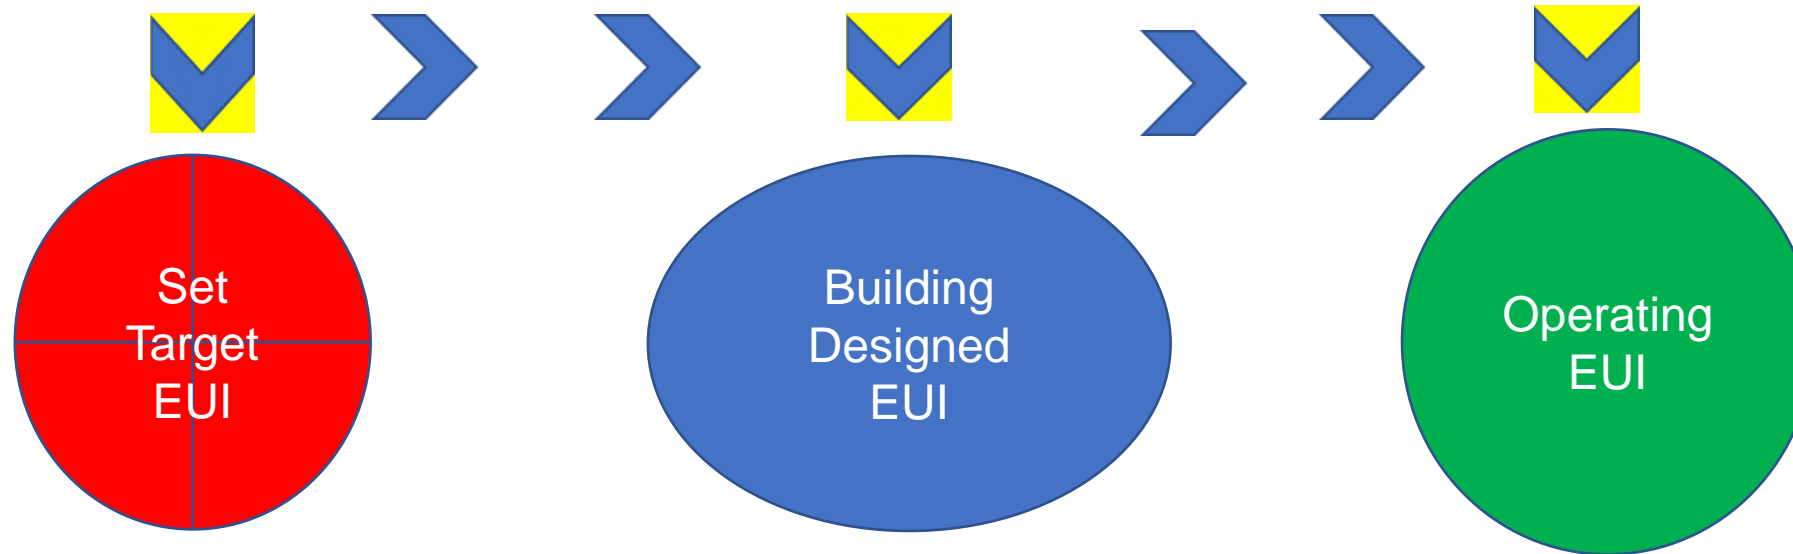 Set
Target
EUI
Building
Designed
EUI
Operating
EUI